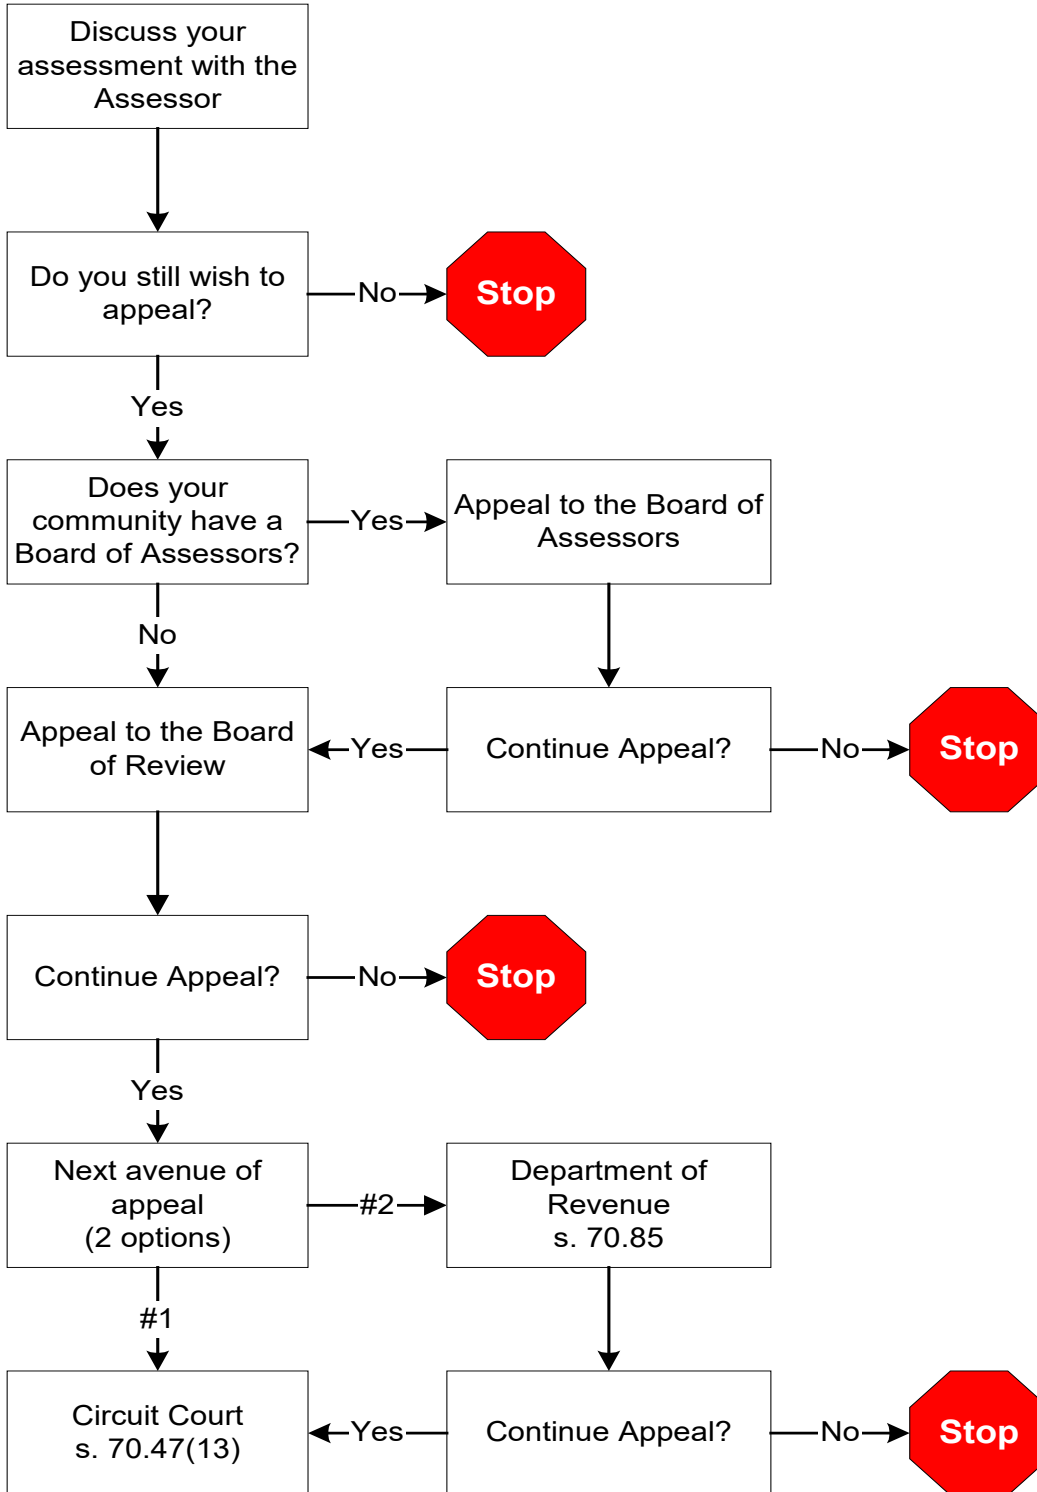 Discuss your
assessment with the
Assessor
Do you still wish to
appeal?
No
Stop
Yes
Does your
community have a
Board of Assessors?
Yes
Appeal to the Board of
Assessors
No
Appeal to the Board
of Review
Yes
Continue Appeal?
No
Stop
Continue Appeal?
No
Stop
Yes
Next avenue of
appeal
(2 options)
#2
Department of
Revenue
s. 70.85
#1
Circuit Court
s. 70.47(13)
Yes
Continue Appeal?
No
Stop